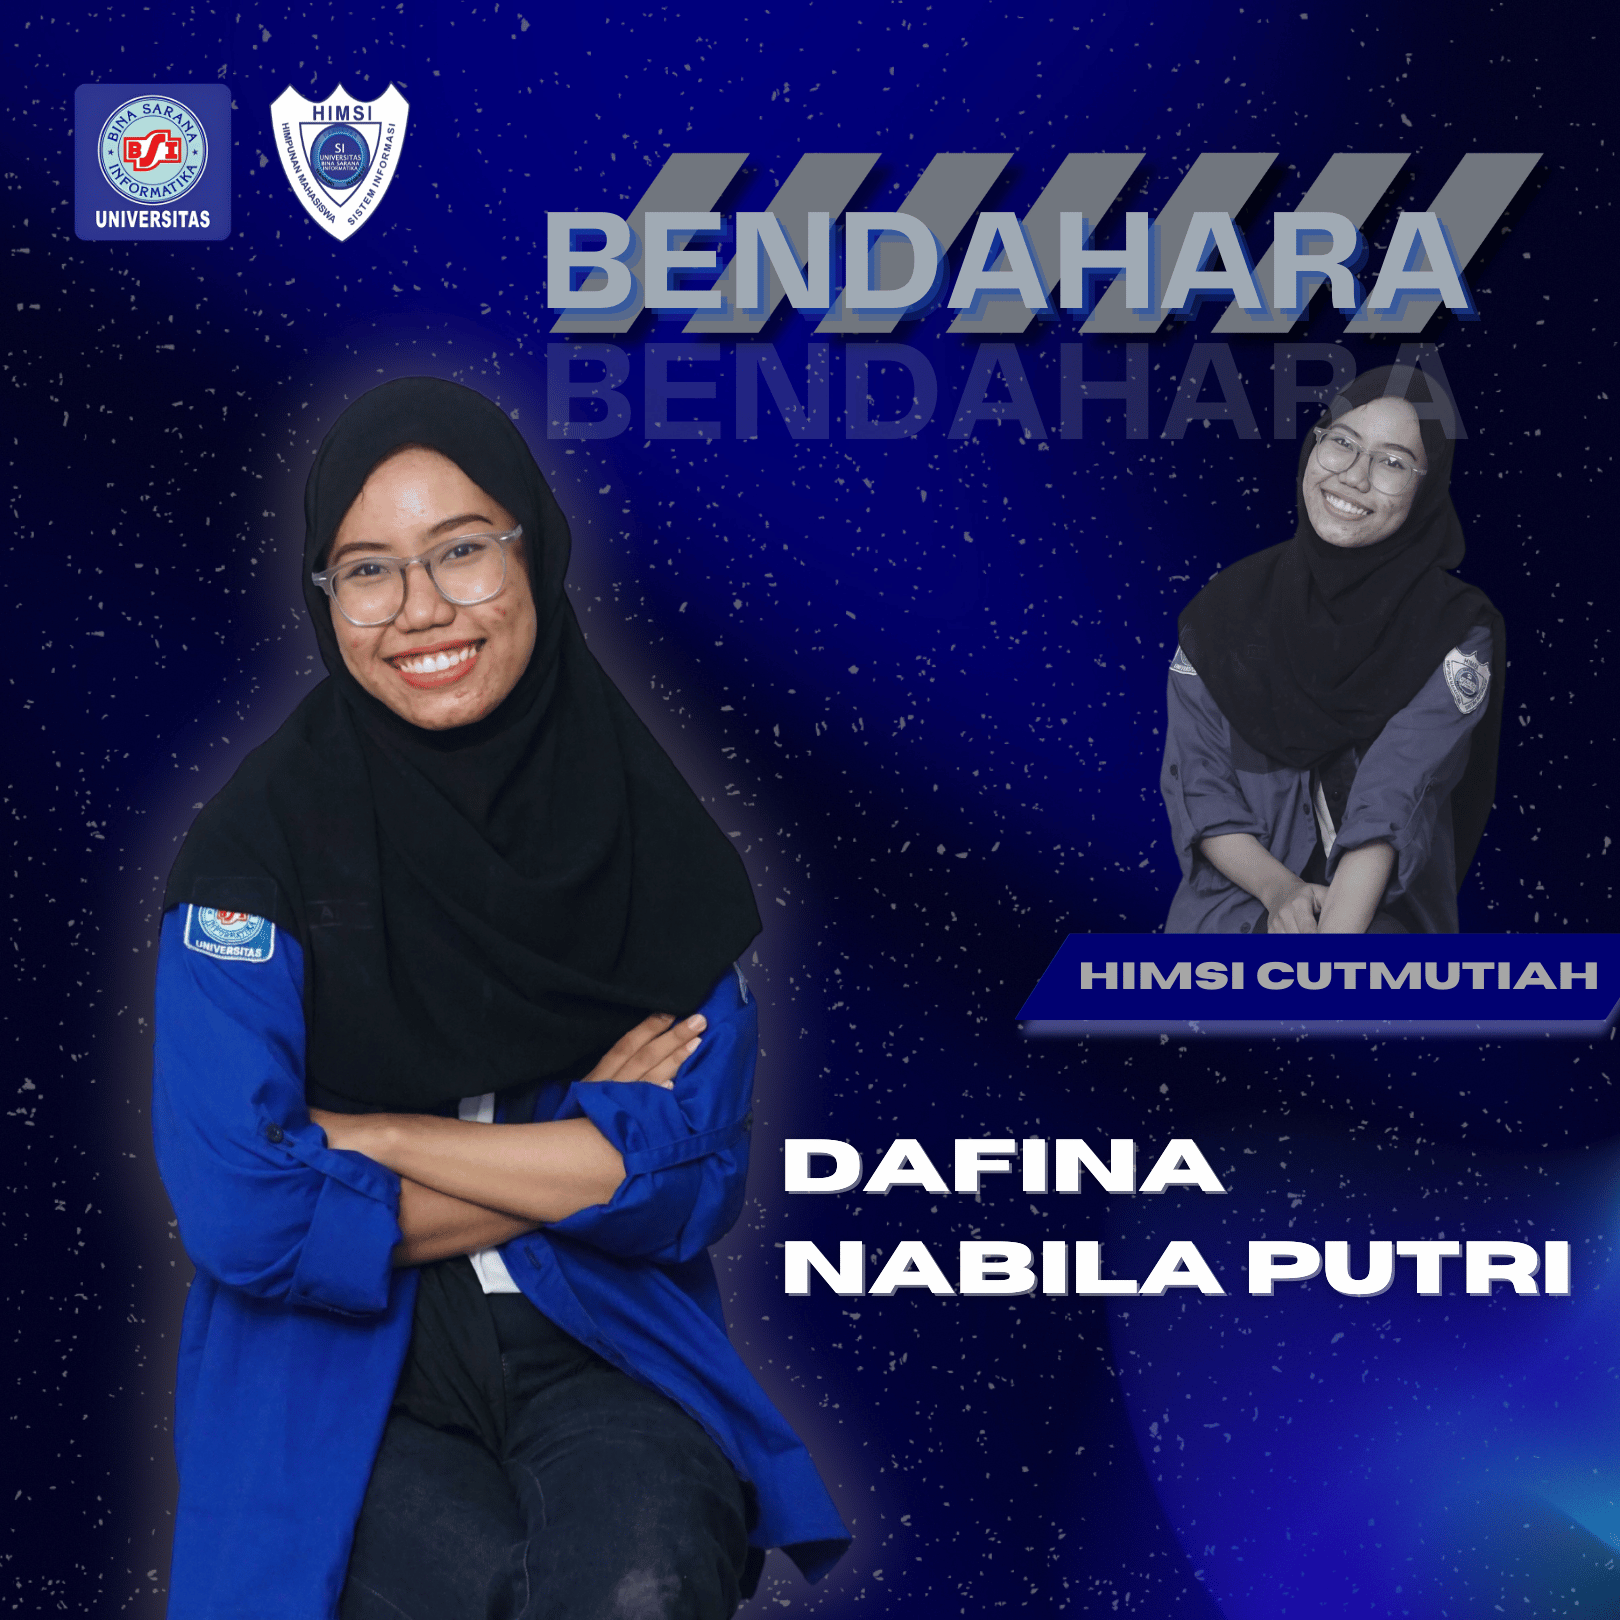 BINA SARANA
BSI
INFORMATIKA
UNIVERSITAS
HIMSI
HIMPUNAN MAHASISWA
SISTEM INFORMASI
SI
UNIVERSITAS
BINA SARANA
INFORMATIKA
BENDAHARA
BENDAHARA
UNIVERSITAS
HIMSI CUTMUTIAH
DAFINA
NABILA PUTRI